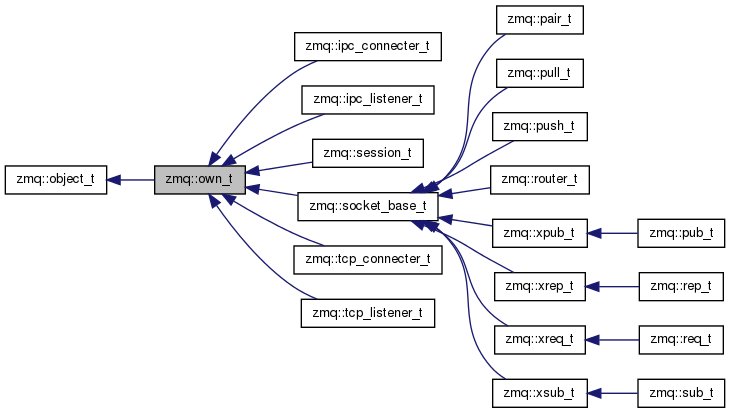 zmq::object_t
zmq::own_t
zmq::ipc_connecter_t
zmq::ipc_listener_t
zmq::session_t
zmq::socket_base_t
zmq::tcp_connecter_t
zmq::tcp_listener_t
zmq::pair_t
zmq::pull_t
zmq::push_t
zmq::router_t
zmq::xpub_t
zmq::xrep_t
zmq::xreq_t
zmq::xsub_t
zmq::pub_t
zmq::rep_t
zmq::req_t
zmq::sub_t